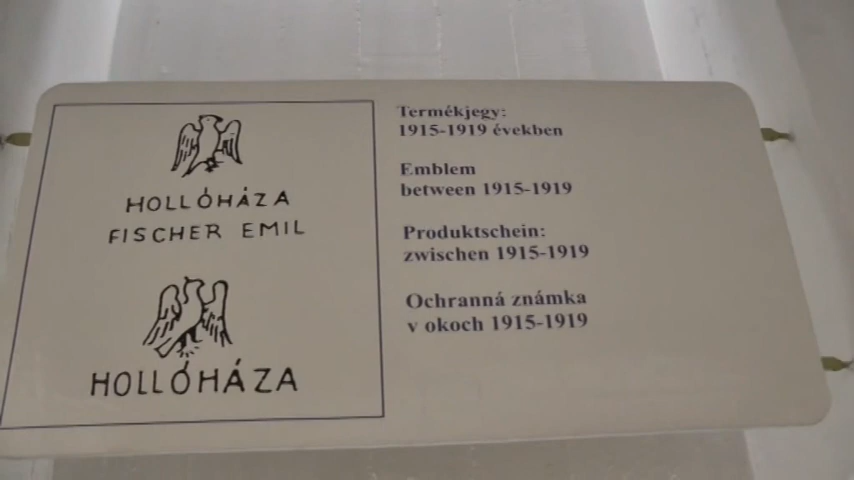 HOLLÓHÁZA
FISCHER EMIL
HOLLÓHÁZA
Termékjegy:
1915-1919 években
Emblem
between 1915-1919
Produktschein:
zwischen 1915-1919
Ochranná známka
v okoch 1915-1919